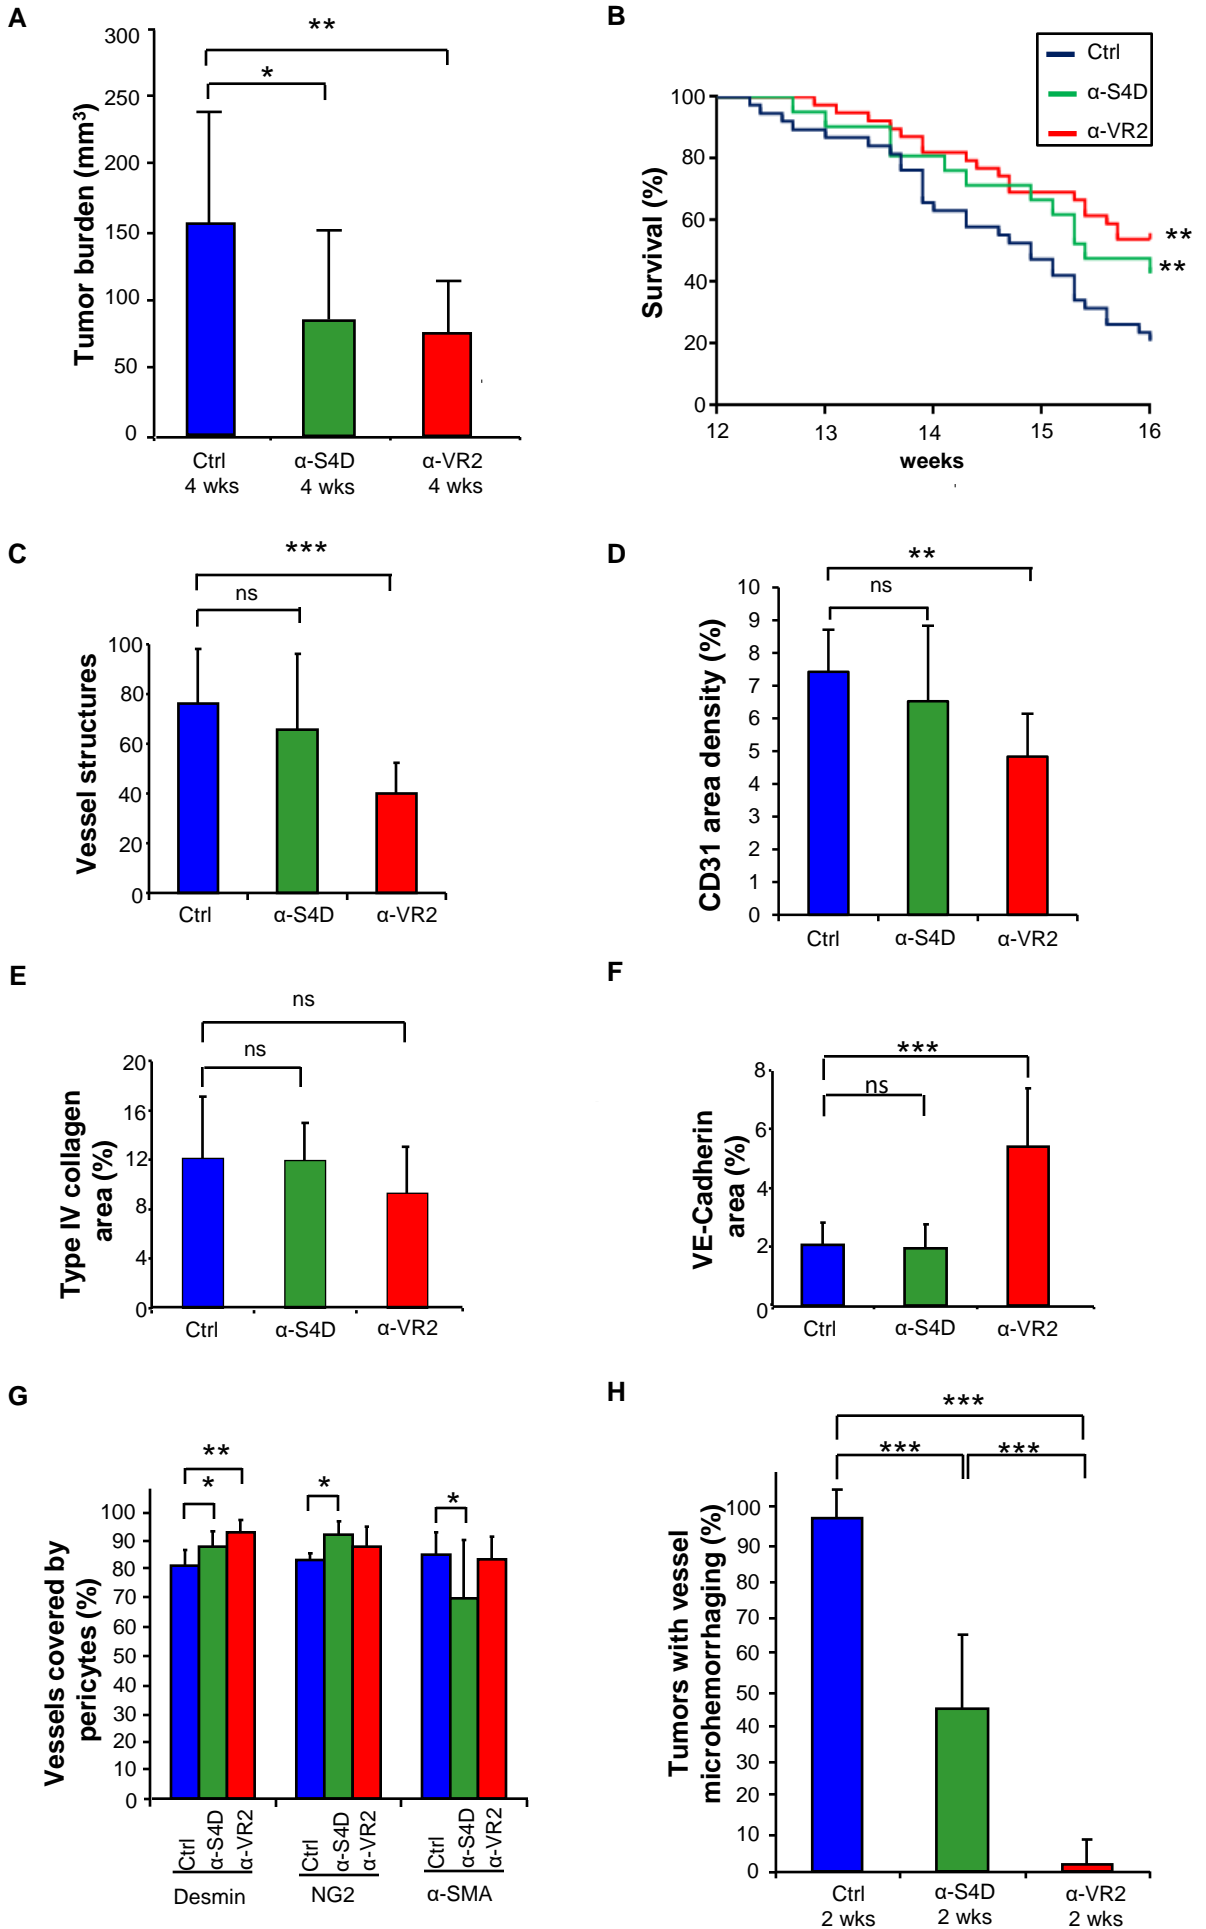 A
Tumor burden (mm³)
300
250
200
150
100
50
0
**
*
Ctrl
4 wks
α-S4D
4 wks
α-VR2
4 wks
B
Survival (%)
100
80
60
40
20
0
12
13
14
15
16
weeks
Ctrl
α-S4D
α-VR2
**
**
C
Vessel structures
100
80
60
40
20
0
***
ns
Ctrl
α-S4D
α-VR2
D
CD31 area density (%)
10
9
8
7
6
5
4
3
2
1
0
**
ns
Ctrl
α-S4D
α-VR2
E
Type IV collagen
area (%)
20
16
12
8
4
0
ns
ns
Ctrl
α-S4D
α-VR2
F
VE-Cadherin
area (%)
8
6
4
2
0
***
ns
Ctrl
α-S4D
α-VR2
G
Vessels covered by
pericytes (%)
100
90
80
70
60
50
40
30
20
10
0
**
*
*
*
Ctrl
α-S4D
α-VR2
Ctrl
α-S4D
α-VR2
Ctrl
α-S4D
α-VR2
Desmin
NG2
α-SMA
H
Tumors with vessel
microhemorrhaging (%)
100
90
80
70
60
50
40
30
20
10
0
***
***
***
Ctrl
2 wks
α-S4D
2 wks
α-VR2
2 wks